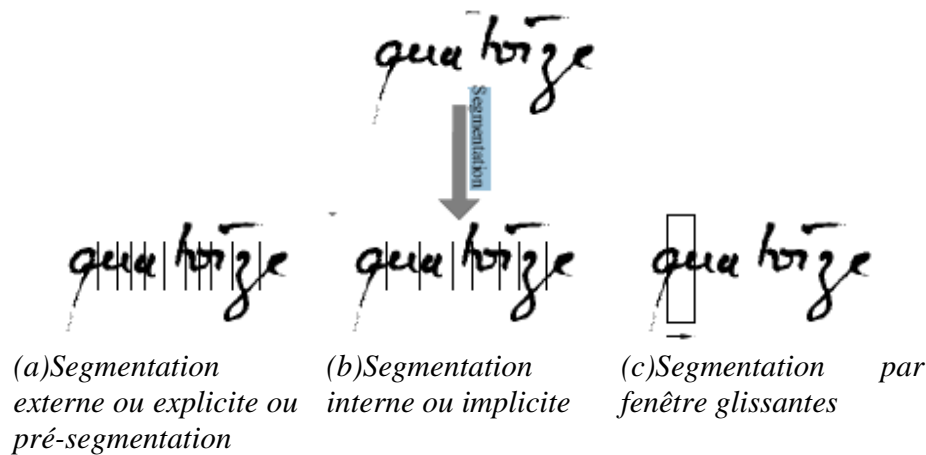 quatorze
Segmentation
quatorze quatorze quatorze
(a)Segmentation externe ou explicite ou pré-segmentation
(b)Segmentation interne ou implicite
(c)Segmentation par fenêtre glissantes